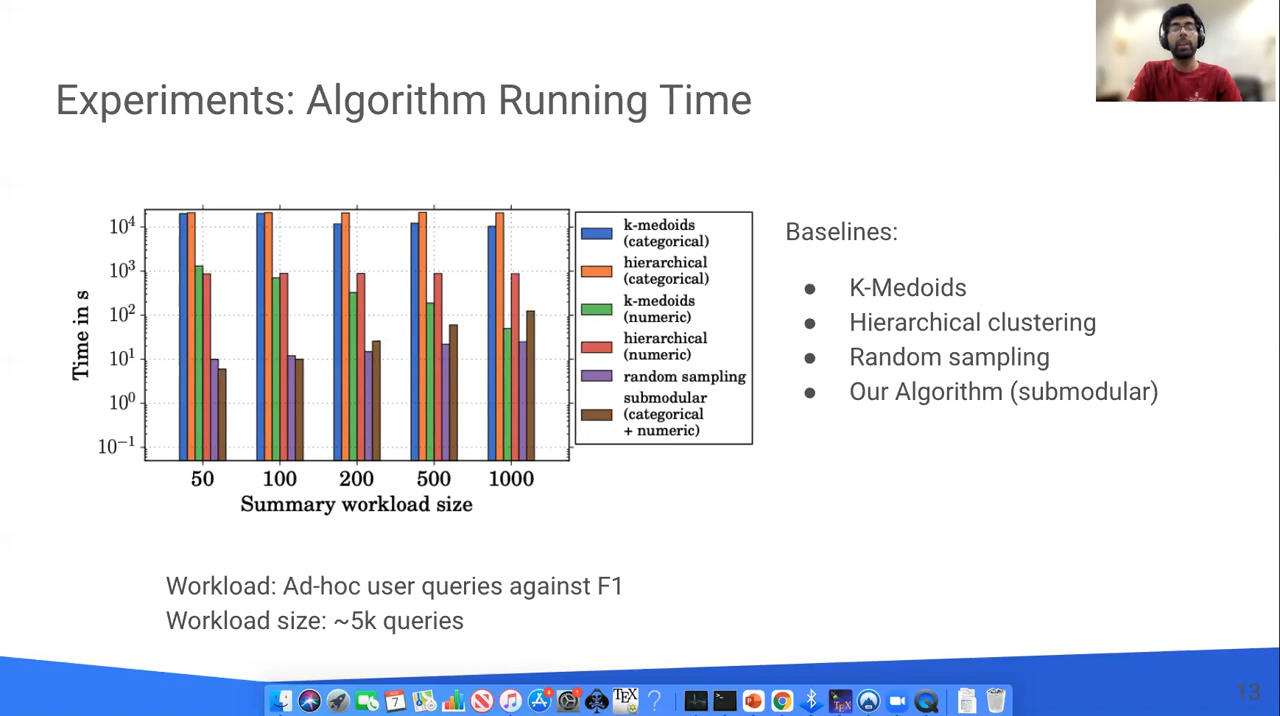 Experiments: Algorithm Running Time
10⁴
10³
10²
10¹
10⁰
10⁻¹
Time in s
50 100 200 500 1000
Summary workload size
k-medoids
(categorical)
hierarchical
(categorical)
k-medoids
(numeric)
hierarchical
(numeric)
random sampling
submodular
(categorical
+ numeric)
Baselines:
● K-Medoids
● Hierarchical clustering
● Random sampling
● Our Algorithm (submodular)
Workload: Ad-hoc user queries against F1
Workload size: ~5k queries
13
7
TEX